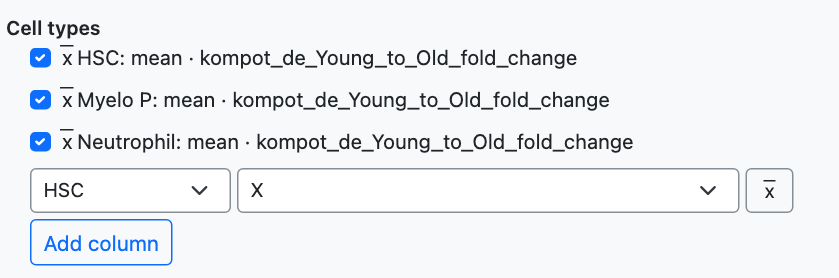 Cell types
x̅ HSC: mean · kompot_de_Young_to_Old_fold_change
x̅ Myelo P: mean · kompot_de_Young_to_Old_fold_change
x̅ Neutrophil: mean · kompot_de_Young_to_Old_fold_change
HSC X x̅
Add column